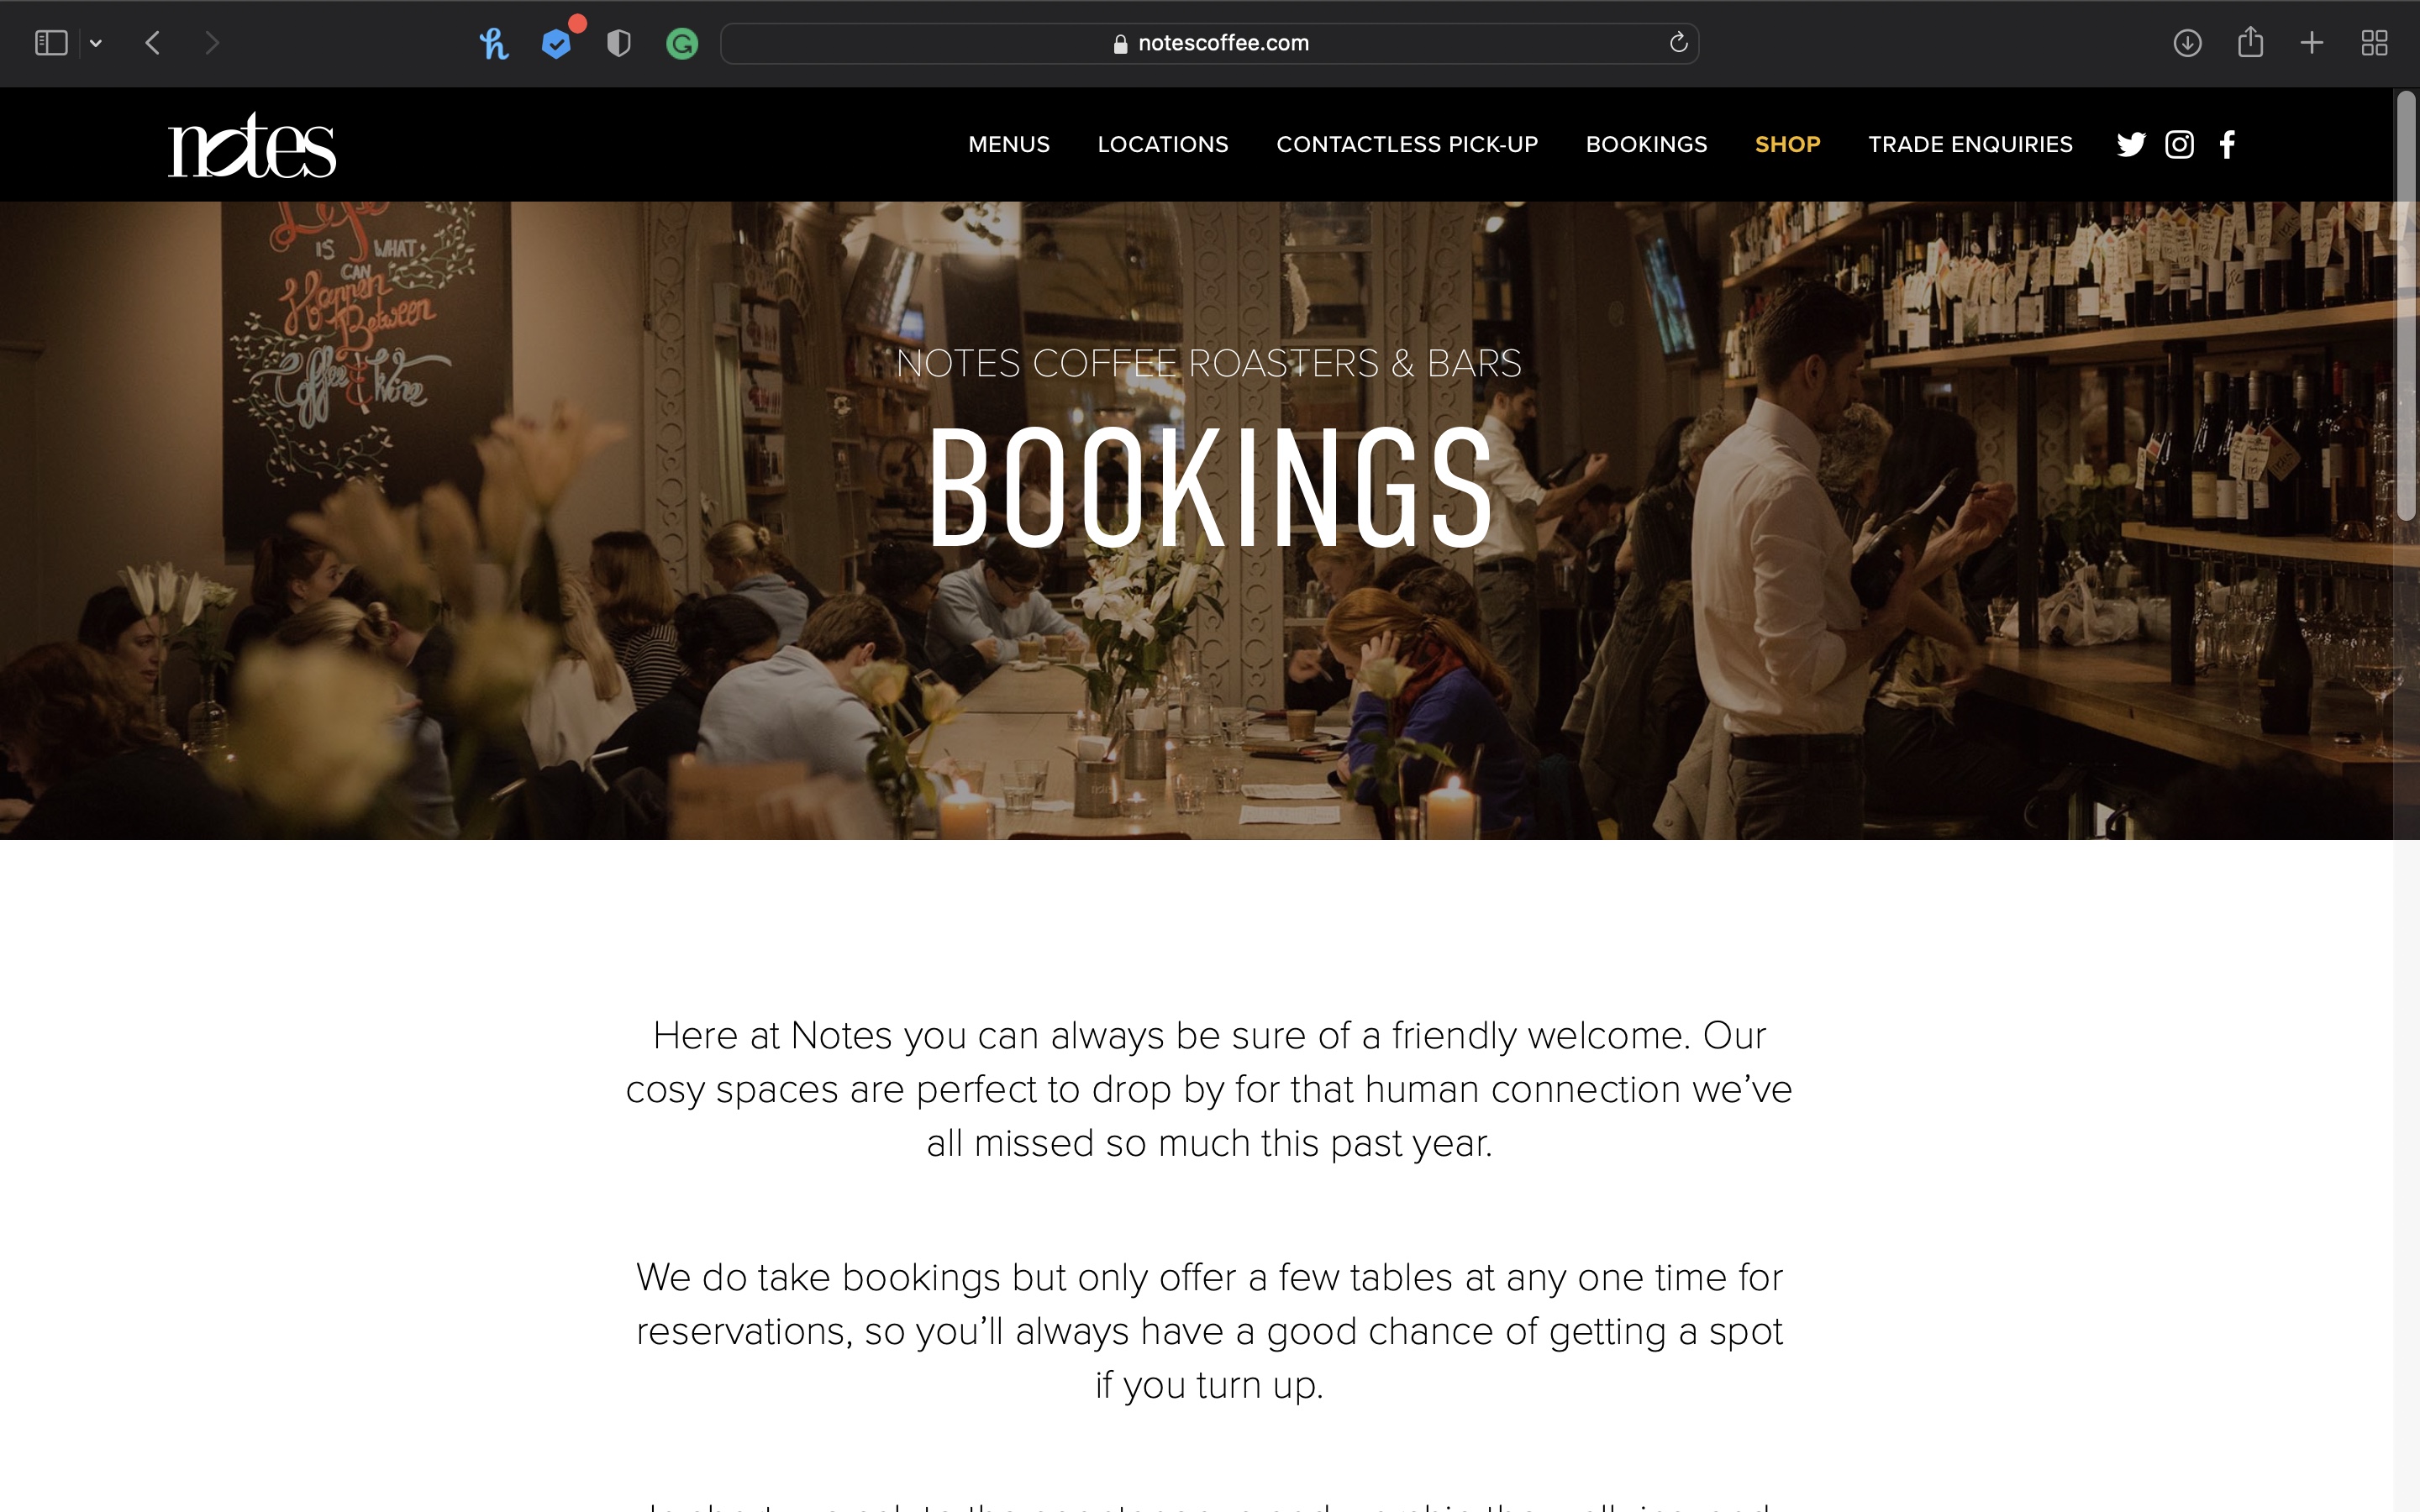 notescoffee.com
notes
MENUS LOCATIONS CONTACTLESS PICK-UP BOOKINGS SHOP TRADE ENQUIRIES
Life
IS WHAT
CAN
Happen
Between
Coffee & Wine
NOTES COFFEE ROASTERS & BARS
BOOKINGS
Here at Notes you can always be sure of a friendly welcome. Our
cosy spaces are perfect to drop by for that human connection we’ve
all missed so much this past year.
We do take bookings but only offer a few tables at any one time for
reservations, so you’ll always have a good chance of getting a spot
if you turn up.